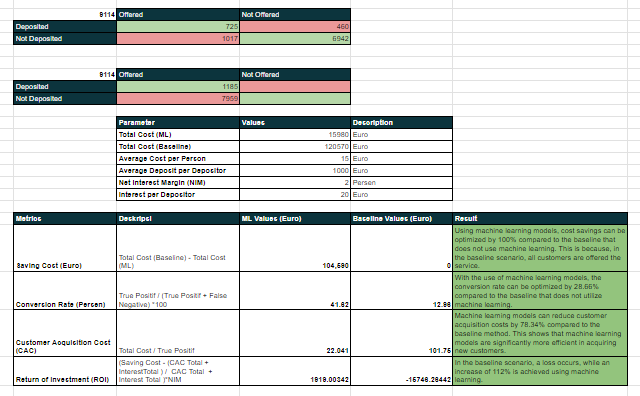 9114 Offered Not Offered
Deposited 725 460
Not Deposited 1017 6942
9114 Offered Not Offered
Deposited 1185
Not Deposited 7959
Parameter Values Description
Total Cost (ML) 15980 Euro
Total Cost (Baseline) 120570 Euro
Average Cost per Person 15 Euro
Average Deposit per Depositor 1000 Euro
Net Interest Margin (NIM) 2 Persen
Interest per Depositor 20 Euro
Metrics Deskripsi ML Values (Euro) Baseline Values (Euro) Result
Using machine learning models, cost savings can be
optimized by 100% compared to the baseline that
does not use machine learning. This is because, in
the baseline scenario, all customers are offered the
service.
Total Cost (Baseline) - Total Cost
(ML)
Saving Cost (Euro) 104,590 0
With the use of machine learning models, the
conversion rate can be optimized by 28.66%
compared to the baseline that does not utilize
machine learning.
True Positif / (True Positif + False
Negative) *100
Conversion Rate (Persen) 41.62 12.96
Machine learning models can reduce customer
acquisition costs by 78.34% compared to the
baseline method. This shows that machine learning
models are significantly more efficient in acquiring
new customers.
Customer Acquisition Cost
(CAC) Total Cost / True Positif 22.041 101.75
(Saving Cost - (CAC Total +
InterestTotal ) / CAC Total +
Interest Total )*NIM
Return of Investment (ROI) 1919.00342 -15746.28442
In the baseline scenario, a loss occurs, while an
increase of 112% is achieved using machine
learning.